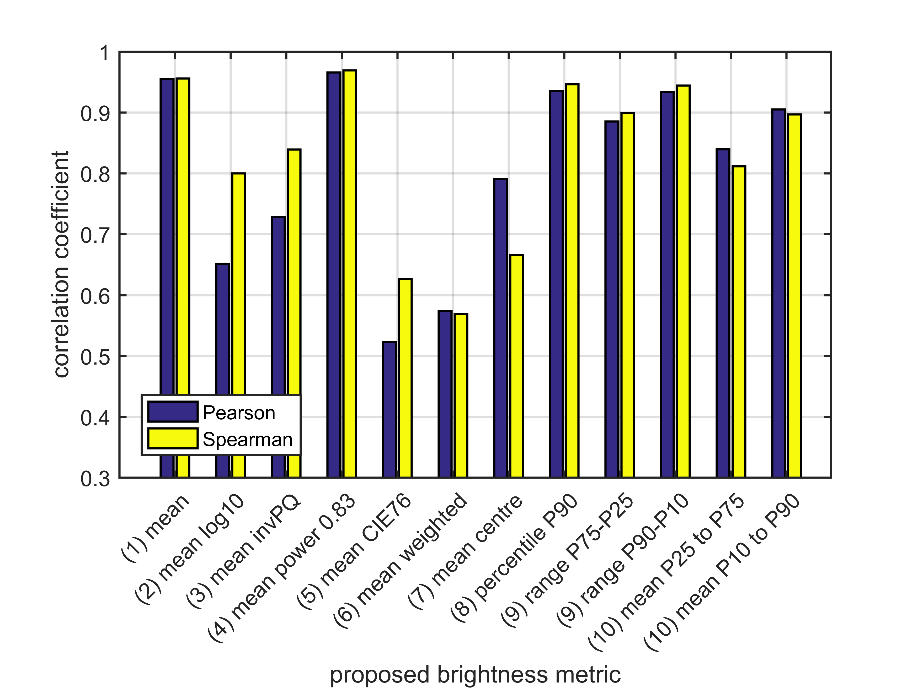 1
0.9
0.8
0.7
0.6
0.5
0.4
0.3
correlation coefficient
Pearson
Spearman
(1) mean
(2) mean log10
(3) mean invPQ
(4) mean power 0.83
(5) mean CIE76
(6) mean weighted
(7) mean centre
(8) percentile P90
(9) range P75-P25
(9) range P90-P10
(10) mean P25 to P75
(10) mean P10 to P90
proposed brightness metric